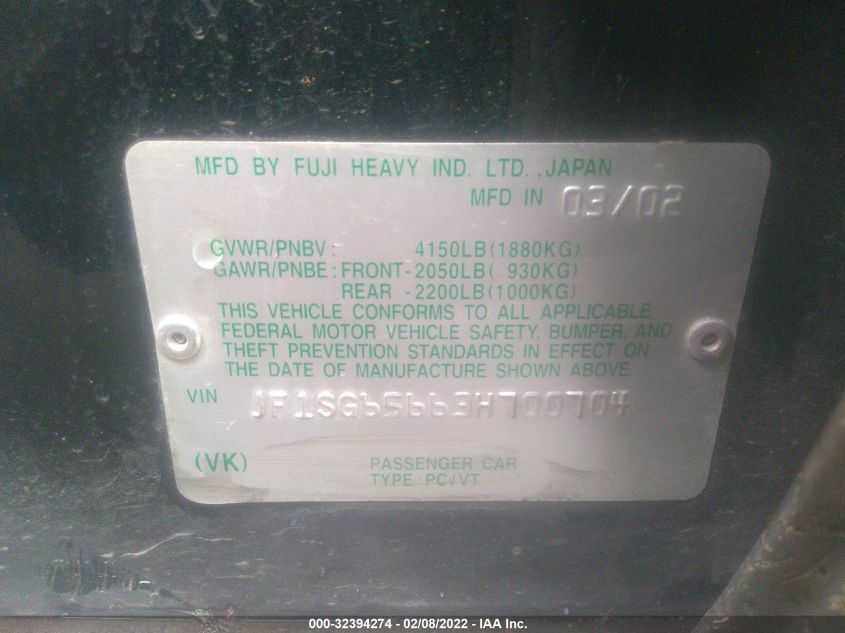 MFD BY FUJI HEAVY IND. LTD., JAPAN
MFD IN 03/02
GVWR/PNBV: 4150LB(1880KG)
GAWR/PNBE: FRONT-2050LB( 930KG)
REAR -2200LB(1000KG)
THIS VEHICLE CONFORMS TO ALL APPLICABLE
FEDERAL MOTOR VEHICLE SAFETY, BUMPER, AND
THEFT PREVENTION STANDARDS IN EFFECT ON
THE DATE OF MANUFACTURE SHOWN ABOVE.
VIN JF1SG65663H700704
(VK) PASSENGER CAR
TYPE: PC/VT
000-32394274 - 02/08/2022 - IAA Inc.